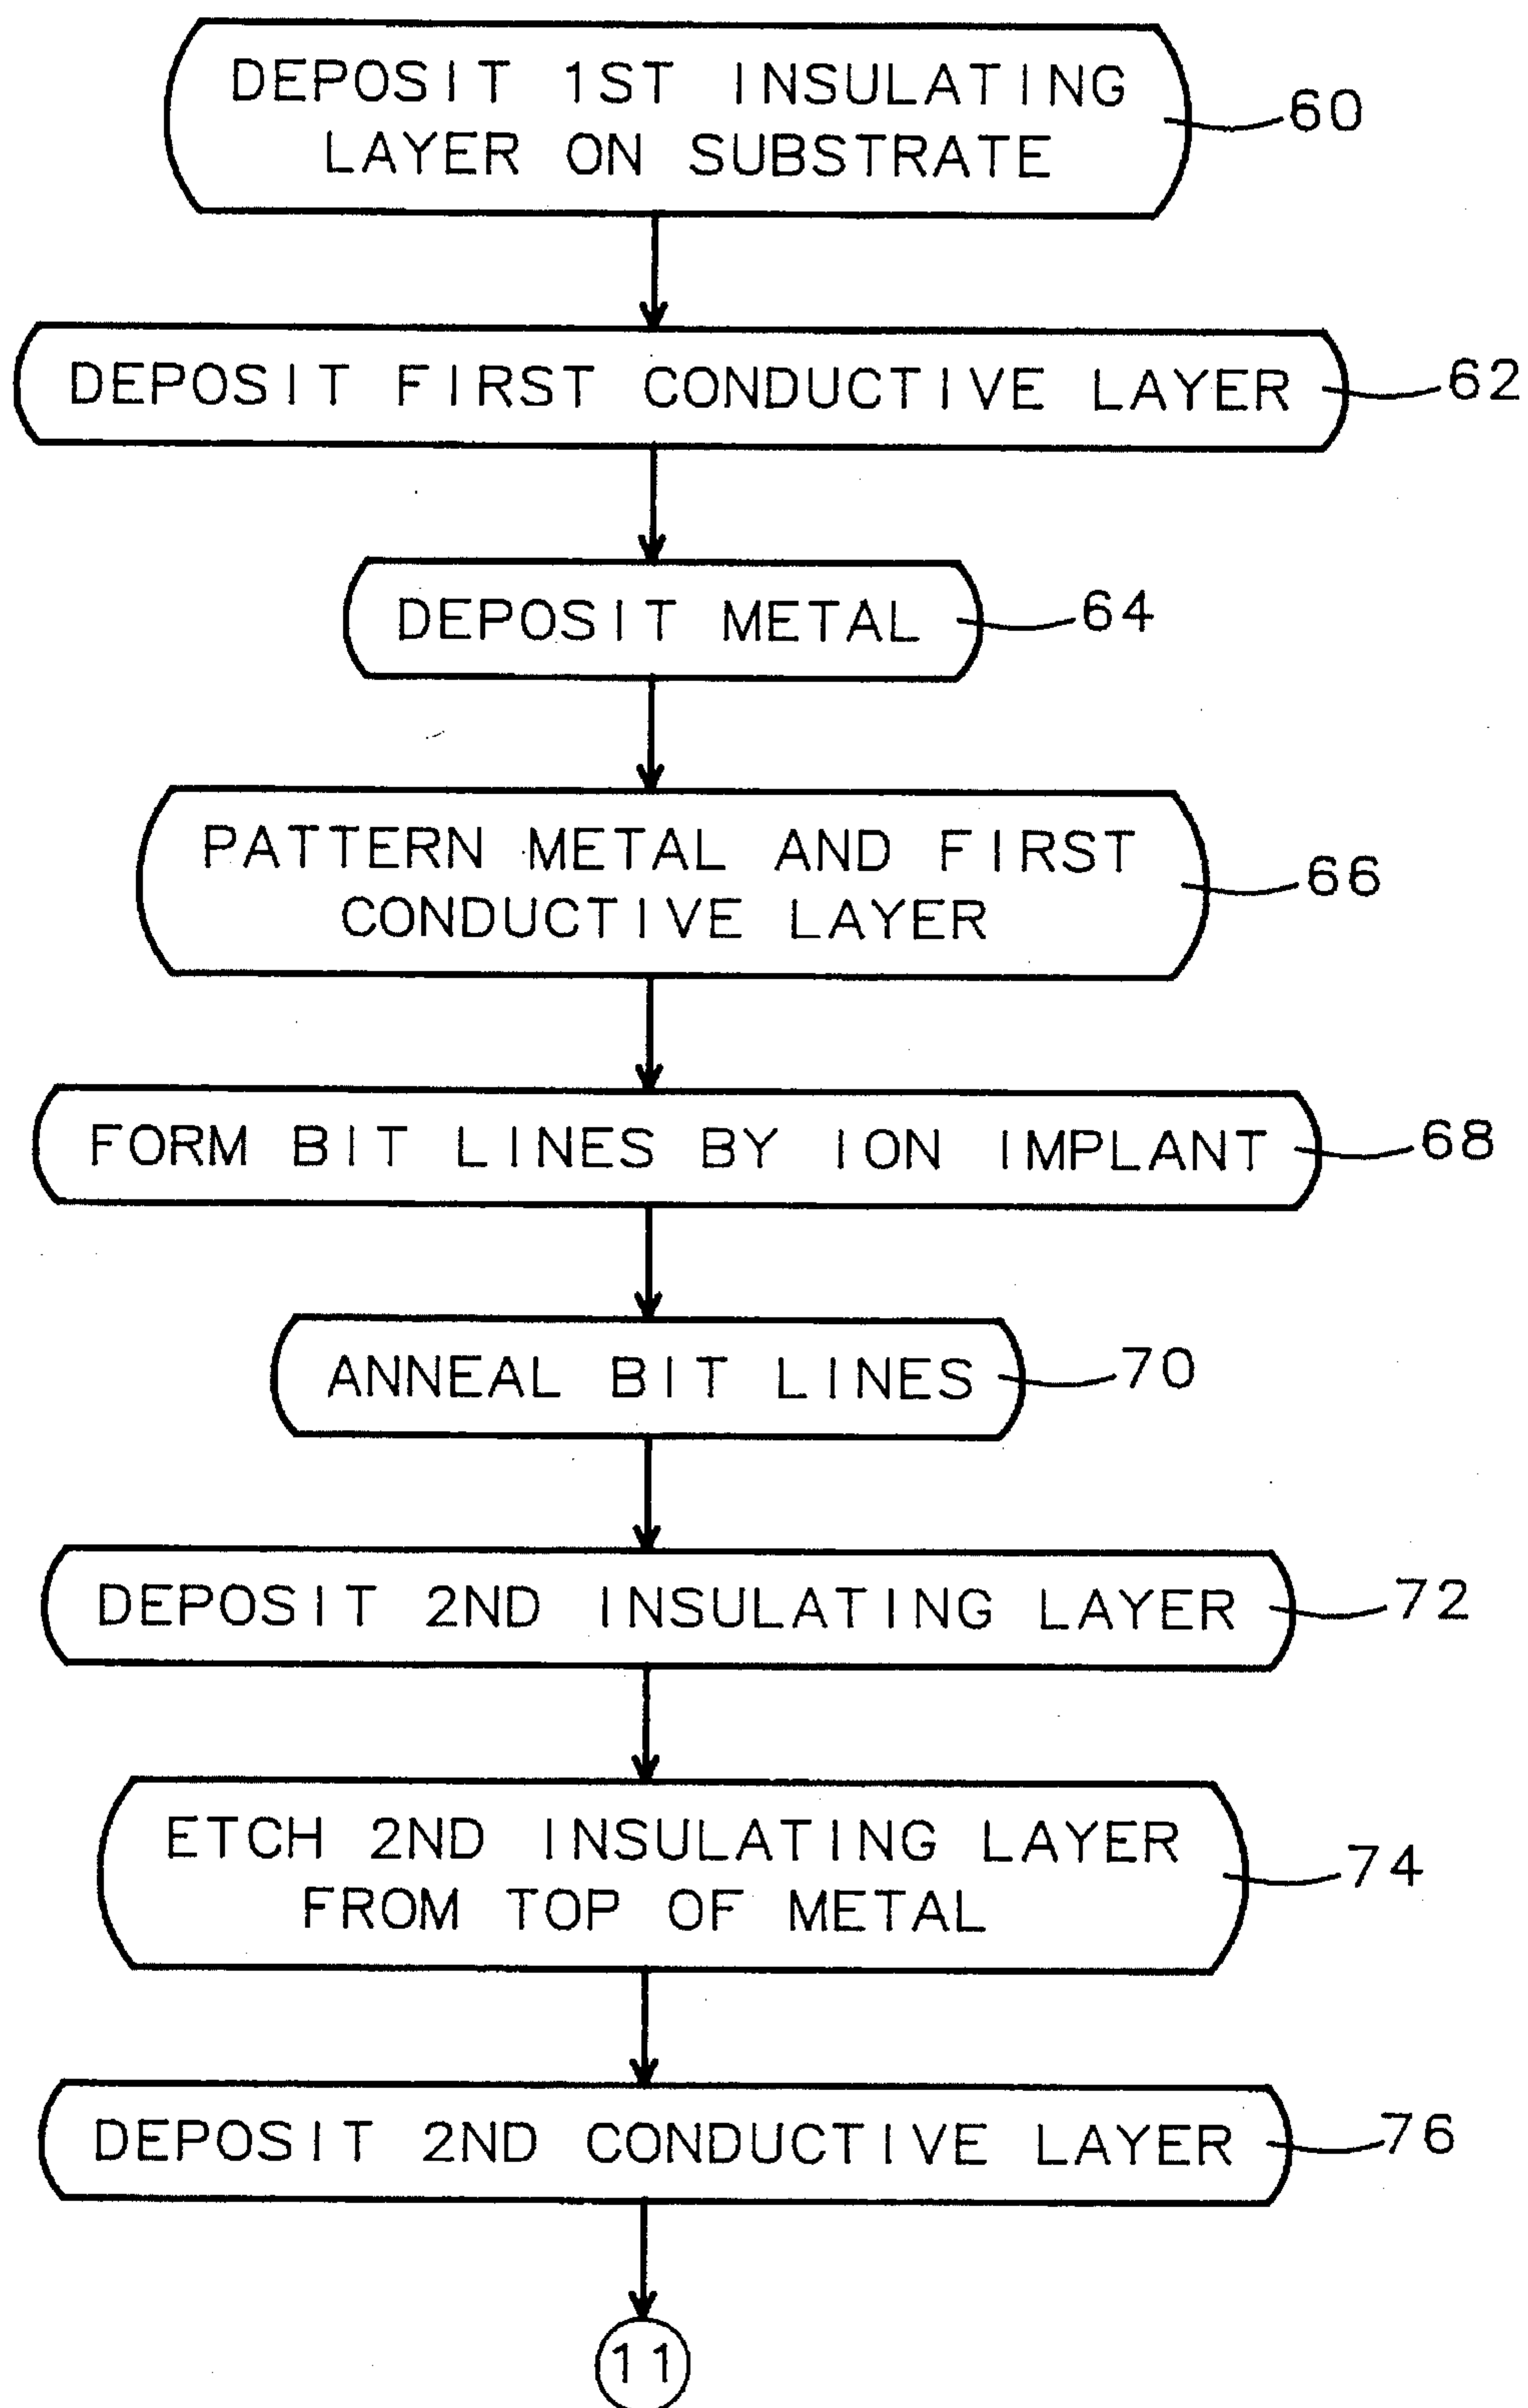 DEPOSIT 1ST INSULATING
LAYER ON SUBSTRATE
60
DEPOSIT FIRST CONDUCTIVE LAYER
62
DEPOSIT METAL
64
PATTERN METAL AND FIRST
CONDUCTIVE LAYER
66
FORM BIT LINES BY ION IMPLANT
68
ANNEAL BIT LINES
70
DEPOSIT 2ND INSULATING LAYER
72
ETCH 2ND INSULATING LAYER
FROM TOP OF METAL
74
DEPOSIT 2ND CONDUCTIVE LAYER
76
11